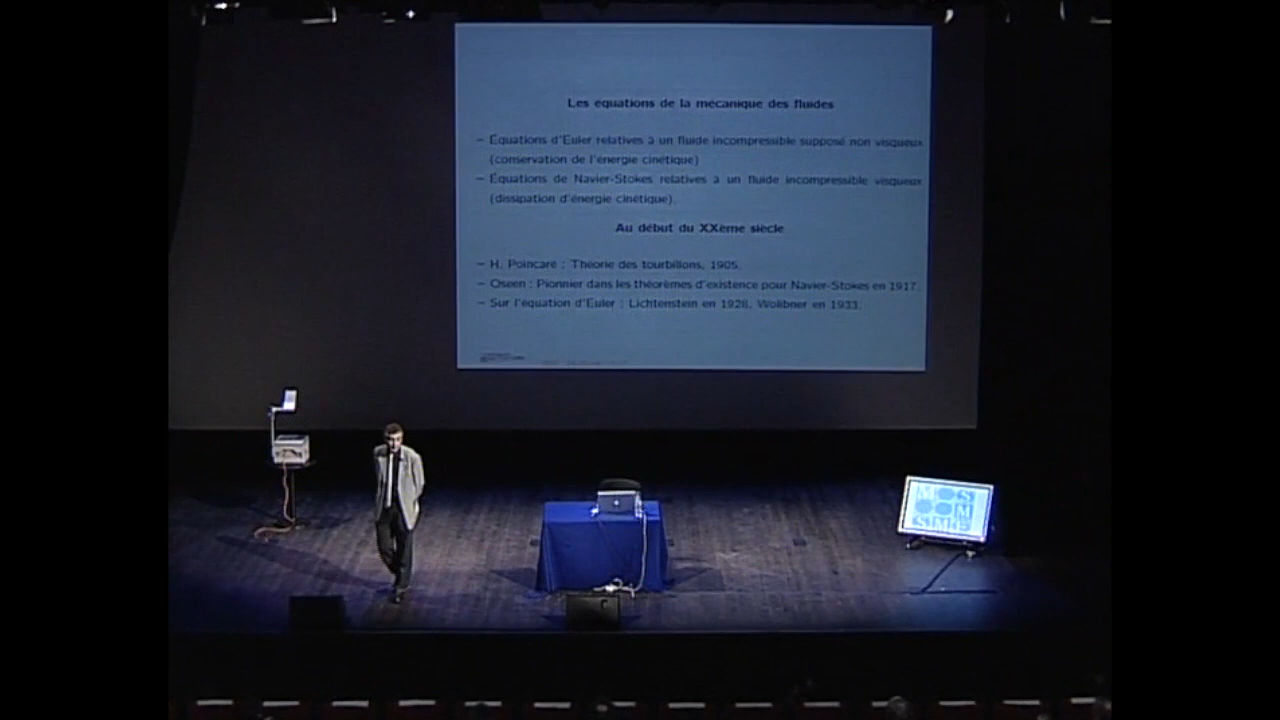 Les équations de la mécanique des fluides
– Équations d'Euler relatives à un fluide incompressible supposé non visqueux
(conservation de l'énergie cinétique)
– Équations de Navier-Stokes relatives à un fluide incompressible visqueux
(dissipation d'énergie cinétique).
Au début du XXème siècle
– H. Poincaré : Théorie des tourbillons, 1905.
– Oseen : Pionnier dans les théorèmes d'existence pour Navier-Stokes en 1917.
– Sur l'équation d'Euler : Lichtenstein en 1928, Wolibner en 1933.